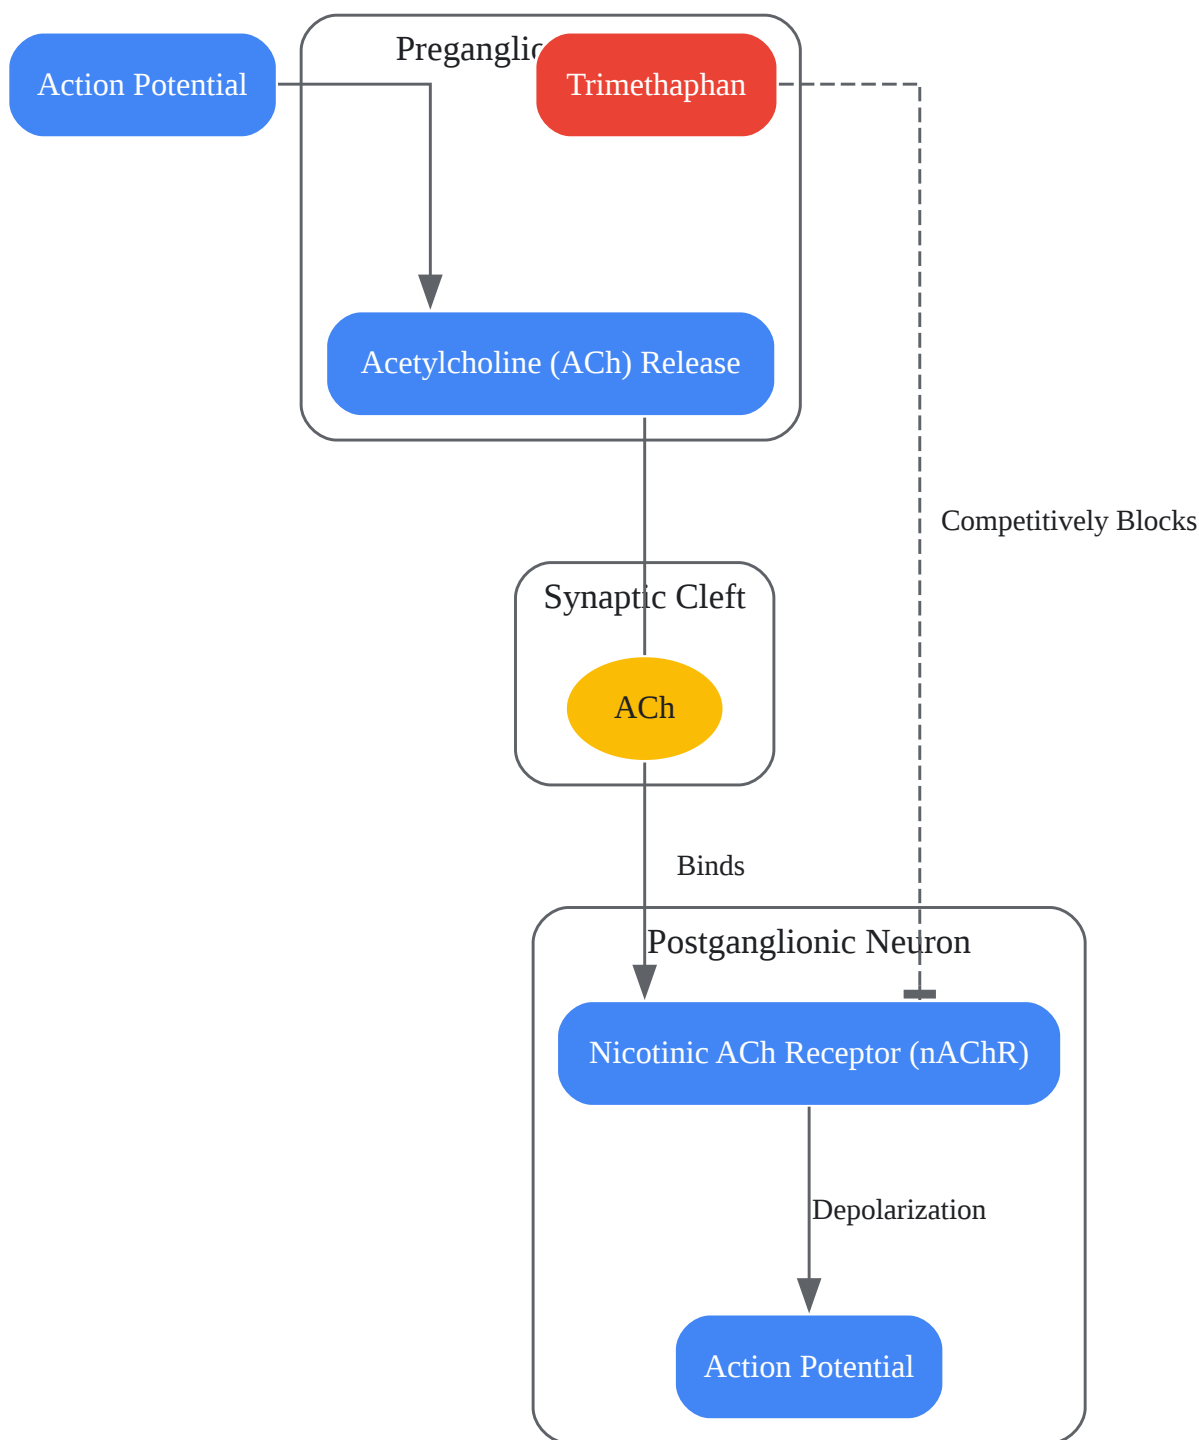 Action Potential
Trimethaphan
Acetylcholine (ACh) Release
Competitively Blocks
Synaptic Cleft
ACh
Binds
Postganglionic Neuron
Nicotinic ACh Receptor (nAChR)
Depolarization
Action Potential